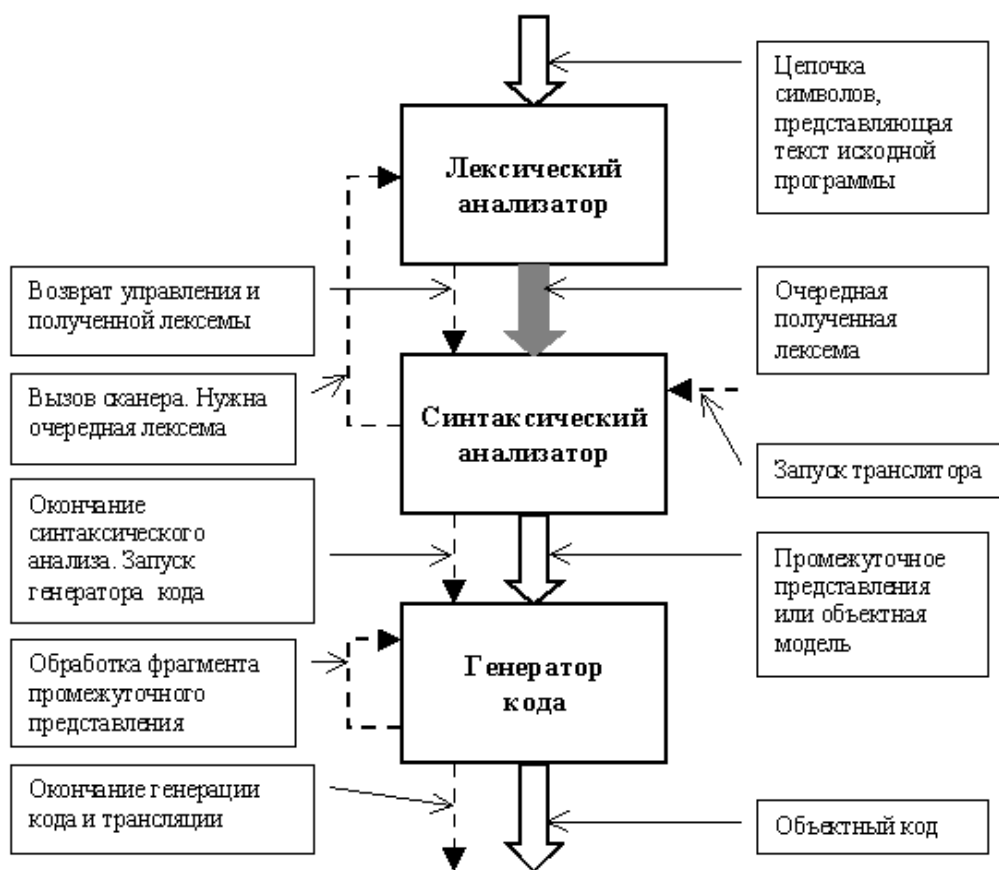 Цепочка
символов,
представляющая
текст исходной
программы
Лексический
анализатор
Возврат управления и
полученной лексемы
Очередная
полученная
лексема
Вызов сканера. Нужна
очередная лексема
Синтаксический
анализатор
Запуск транслятора
Окончание
синтаксического
анализа. Запуск
генератора кода
Промежуточное
представления
или объектная
модель
Обработка фрагмента
промежуточного
представления
Генератор
кода
Окончание генерации
кода и трансляции
Объектный код